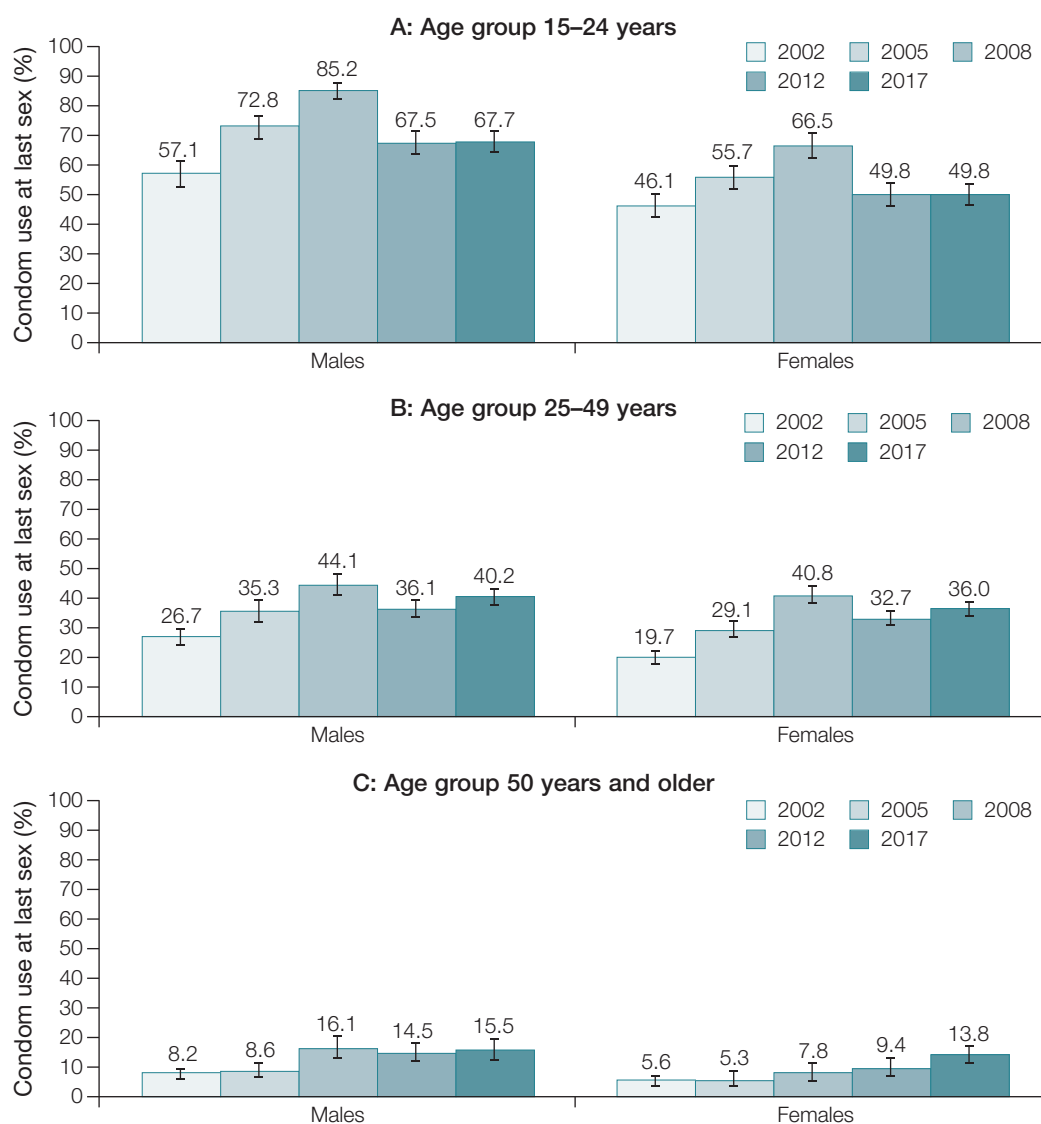 A: Age group 15–24 years
Condom use at last sex (%)
100
90
80
70
60
50
40
30
20
10
0
2002 2005 2008
2012 2017
57.1 72.8 85.2 67.5 67.7
46.1 55.7 66.5 49.8 49.8
Males Females
B: Age group 25–49 years
Condom use at last sex (%)
100
90
80
70
60
50
40
30
20
10
0
2002 2005 2008
2012 2017
26.7 35.3 44.1 36.1 40.2
19.7 29.1 40.8 32.7 36.0
Males Females
C: Age group 50 years and older
Condom use at last sex (%)
100
90
80
70
60
50
40
30
20
10
0
2002 2005 2008
2012 2017
8.2 8.6 16.1 14.5 15.5
5.6 5.3 7.8 9.4 13.8
Males Females